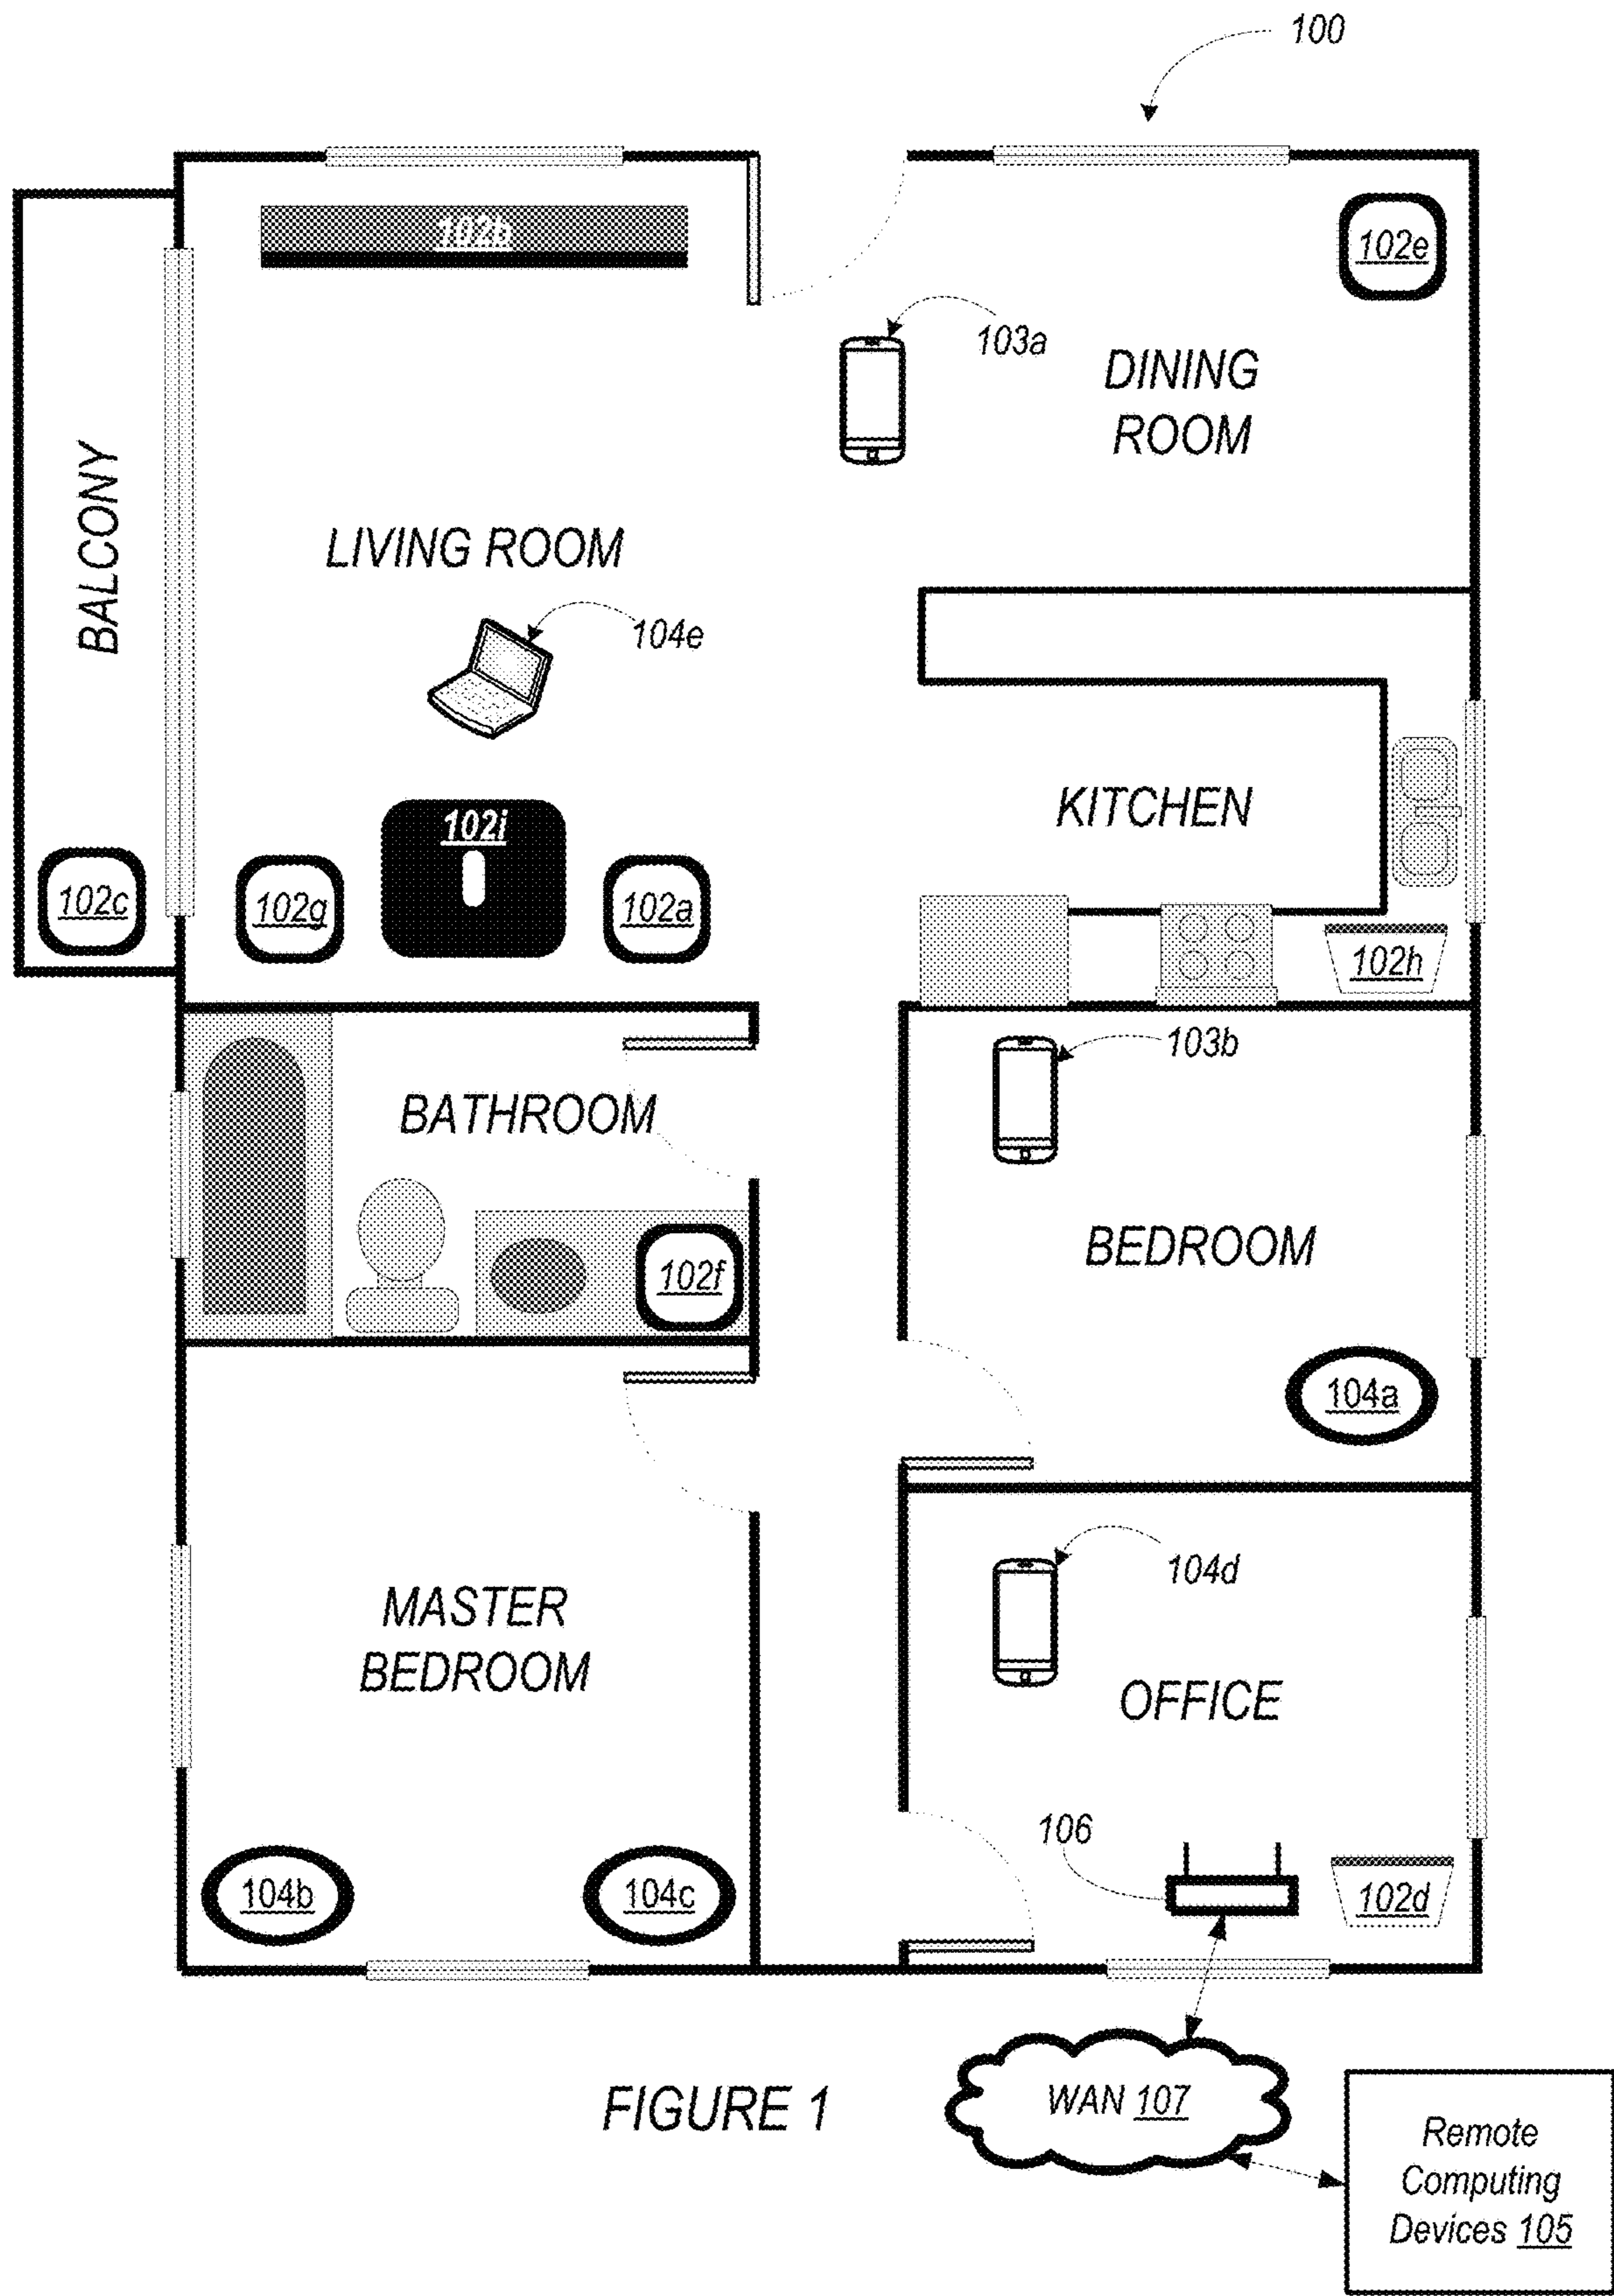 100
102b
102e
103a
DINING
ROOM
BALCONY
LIVING ROOM
104e
KITCHEN
102i
102c
102g
102a
102h
103b
BATHROOM
BEDROOM
102f
104a
104d
MASTER
BEDROOM
OFFICE
106
104b
104c
102d
FIGURE 1
WAN 107
Remote
Computing
Devices 105